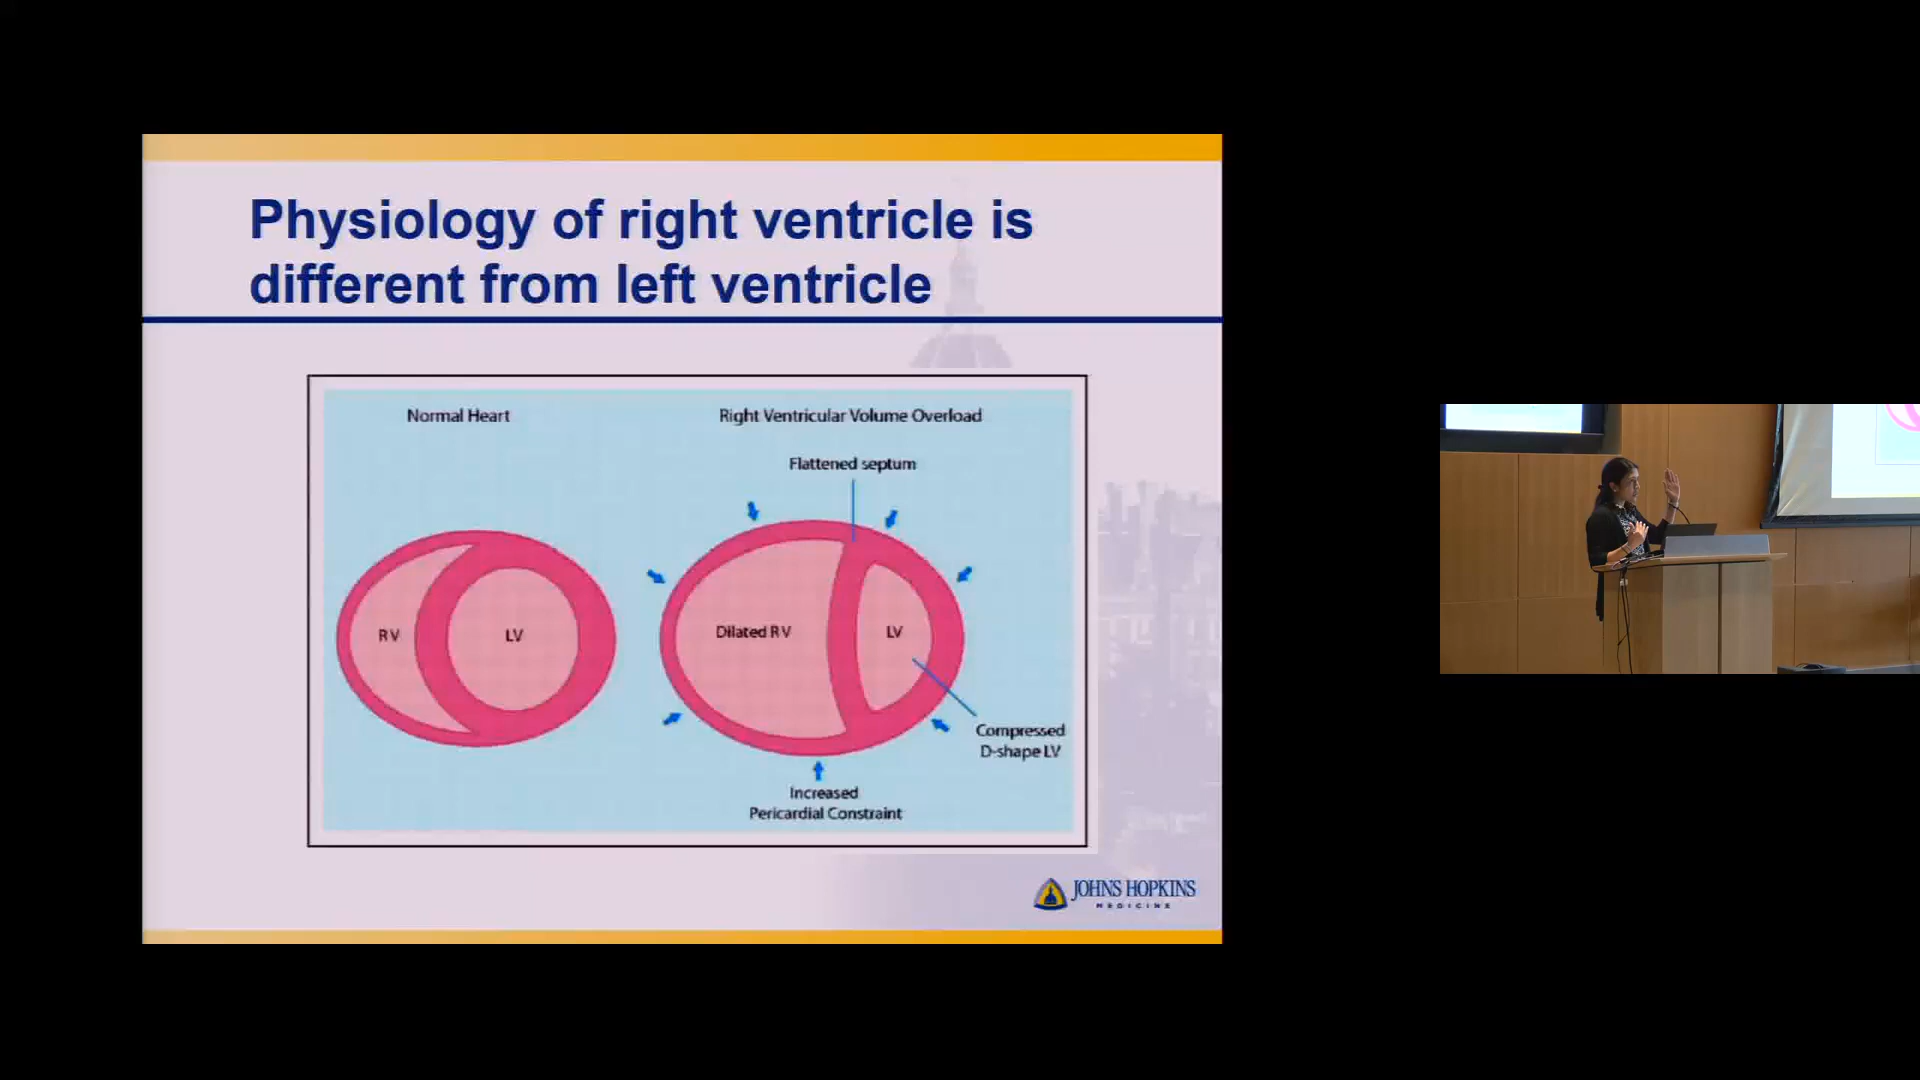 Physiology of right ventricle is
different from left ventricle
Normal Heart
Right Ventricular Volume Overload
Flattened septum
RV
LV
Dilated RV
LV
Compressed
D-shape LV
Increased
Pericardial Constraint
JOHNS HOPKINS
MEDICINE